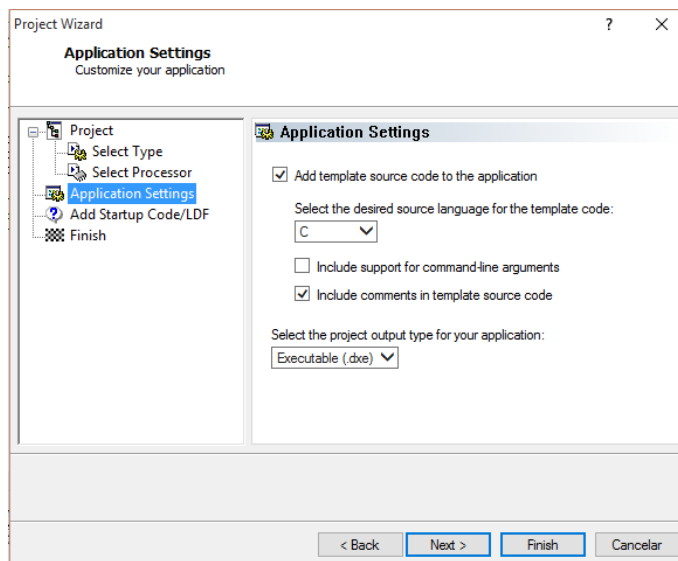 Project Wizard ? X
Application Settings
Customize your application
Project
Select Type
Select Processor
Application Settings
Add Startup Code/LDF
Finish
Application Settings
Add template source code to the application
Select the desired source language for the template code:
C
Include support for command-line arguments
Include comments in template source code
Select the project output type for your application:
Executable (.dxe)
< Back Next > Finish Cancelar